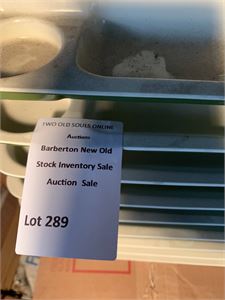 TWO OLD SOULS ONLINE
Auctions
Barberton New Old
Stock Inventory Sale
Auction Sale
Lot 289